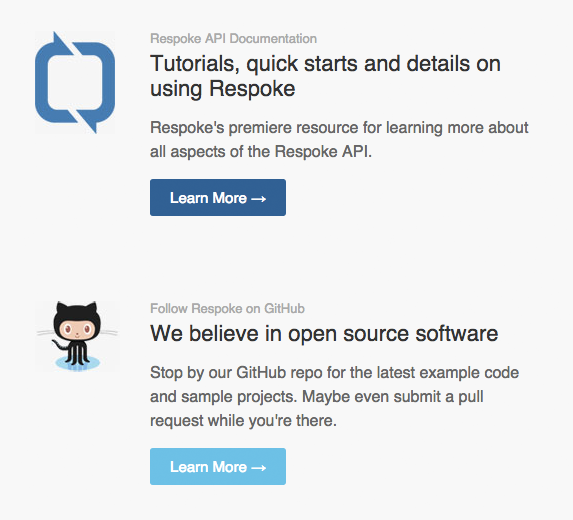 Respoke API Documentation
Tutorials, quick starts and details on
using Respoke
Respoke's premiere resource for learning more about
all aspects of the Respoke API.
Learn More →
Follow Respoke on GitHub
We believe in open source software
Stop by our GitHub repo for the latest example code
and sample projects. Maybe even submit a pull
request while you're there.
Learn More →